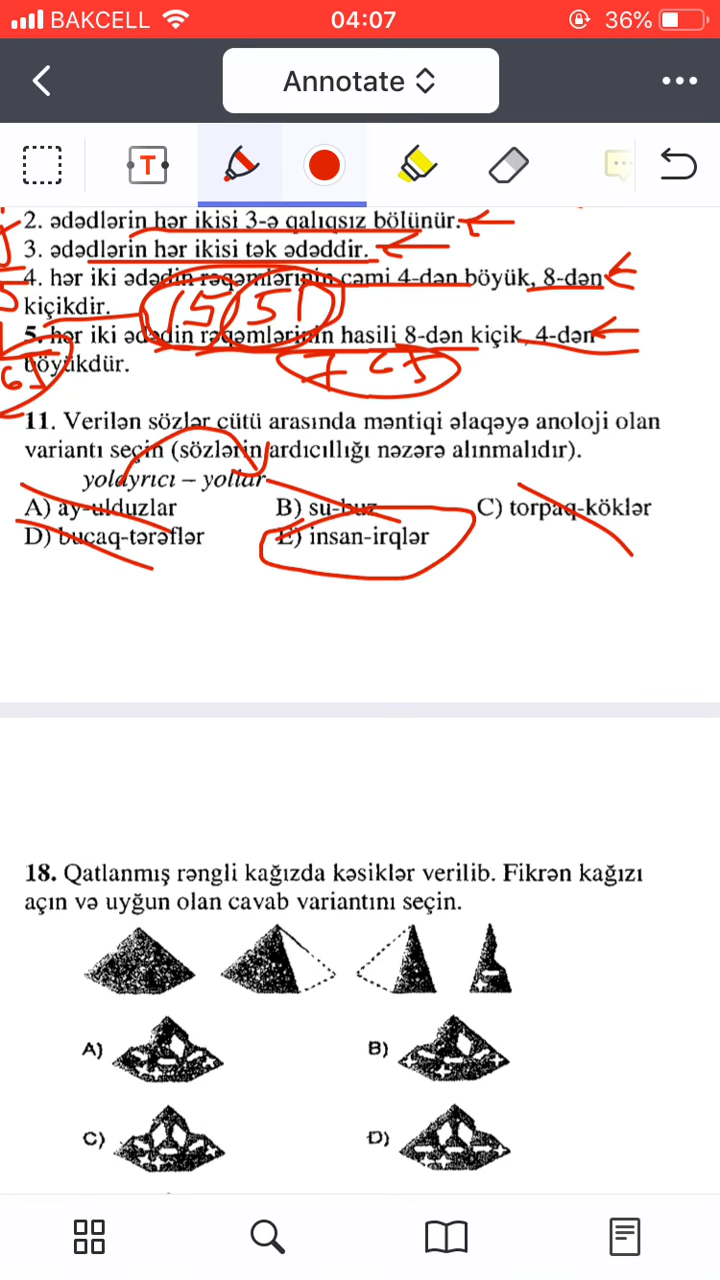 BAKCELL 04:07 36%
Annotate
T
2. ədədlərin hər ikisi 3-ə qalıqsız bölünür.
3. ədədlərin hər ikisi tək ədəddir.
4. hər iki ədədin rəqəmlərinin cəmi 4-dən böyük, 8-dən
kiçikdir.
15 51
5. hər iki ədədin rəqəmlərinin hasili 8-dən kiçik, 4-dən
böyükdür.
11. Verilən sözlər cütü arasında məntiqi əlaqəyə anoloji olan
variantı seçin (sözlərin ardıcıllığı nəzərə alınmalıdır).
yolayrıcı – yollar
A) ay-ulduzlar B) su-buz C) torpaq-köklər
D) bucaq-tərəflər E) insan-irqlər
18. Qatlanmış rəngli kağızda kəsiklər verilib. Fikrən kağızı
açın və uyğun olan cavab variantını seçin.
A) B)
C) D)